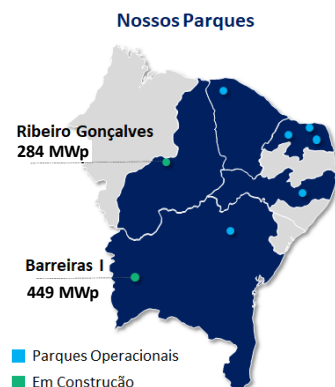 Nossos Parques
Ribeiro Gonçalves
284 MWp
Barreiras I
449 MWp
Parques Operacionais
Em Construção